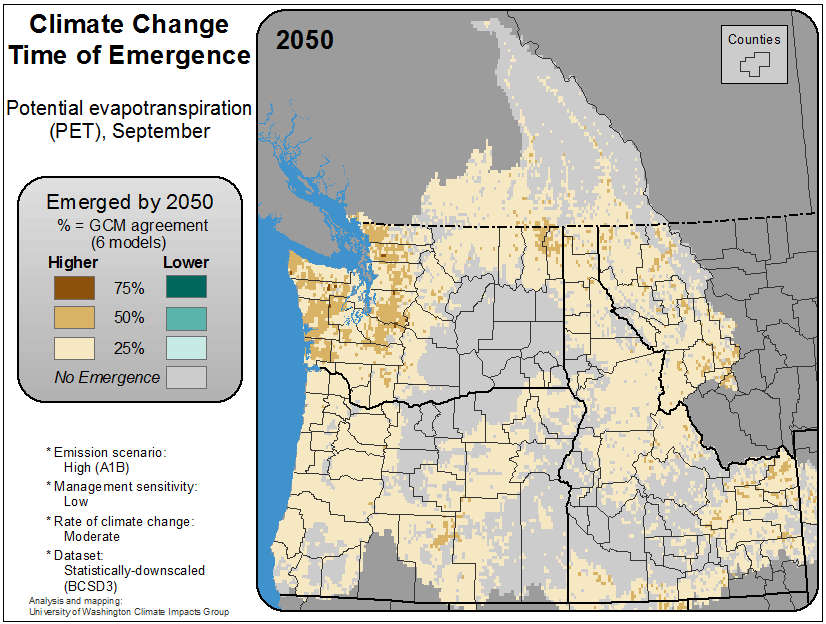 Climate Change
Time of Emergence
Potential evapotranspiration
(PET), September
Emerged by 2050
% = GCM agreement
(6 models)
Higher Lower
75%
50%
25%
No Emergence
* Emission scenario:
High (A1B)
* Management sensitivity:
Low
* Rate of climate change:
Moderate
* Dataset:
Statistically-downscaled
(BCSD3)
Analysis and mapping:
University of Washington Climate Impacts Group
2050
Counties